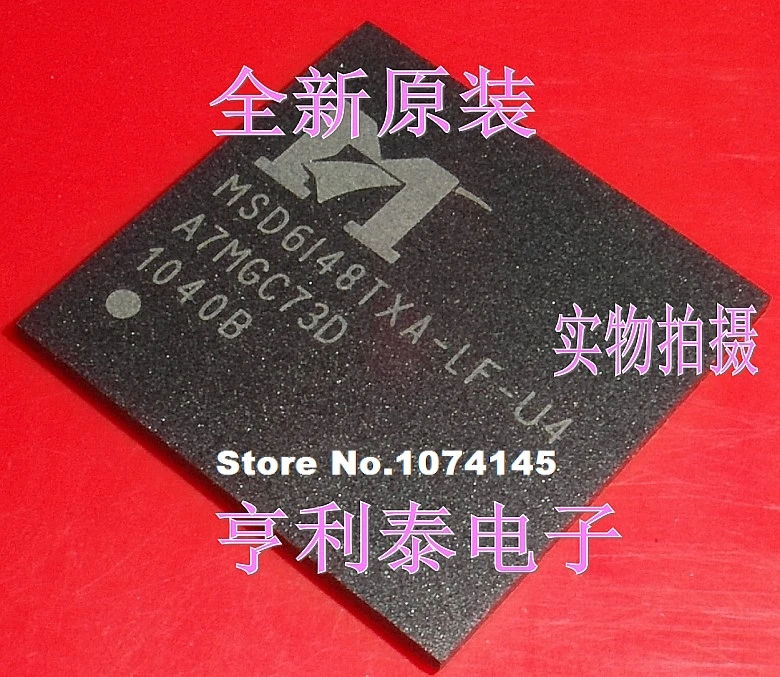 全新原装
MSD6I48TXA-LF-U4
A7MGC73D
1040B
实物拍摄
Store No.1074145
亨利泰电子